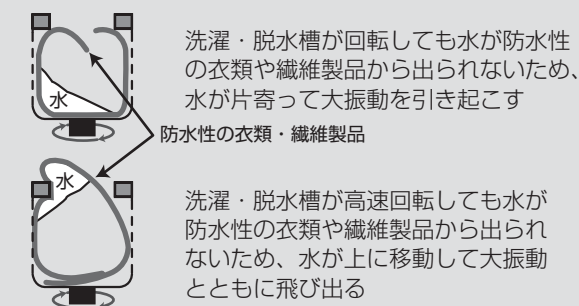 洗濯・脱水槽が回転しても水が防水性
の衣類や繊維製品から出られないため、
水が片寄って大振動を引き起こす
水
防水性の衣類・繊維製品
水
洗濯・脱水槽が高速回転しても水が
防水性の衣類や繊維製品から出られ
ないため、水が上に移動して大振動
とともに飛び出る